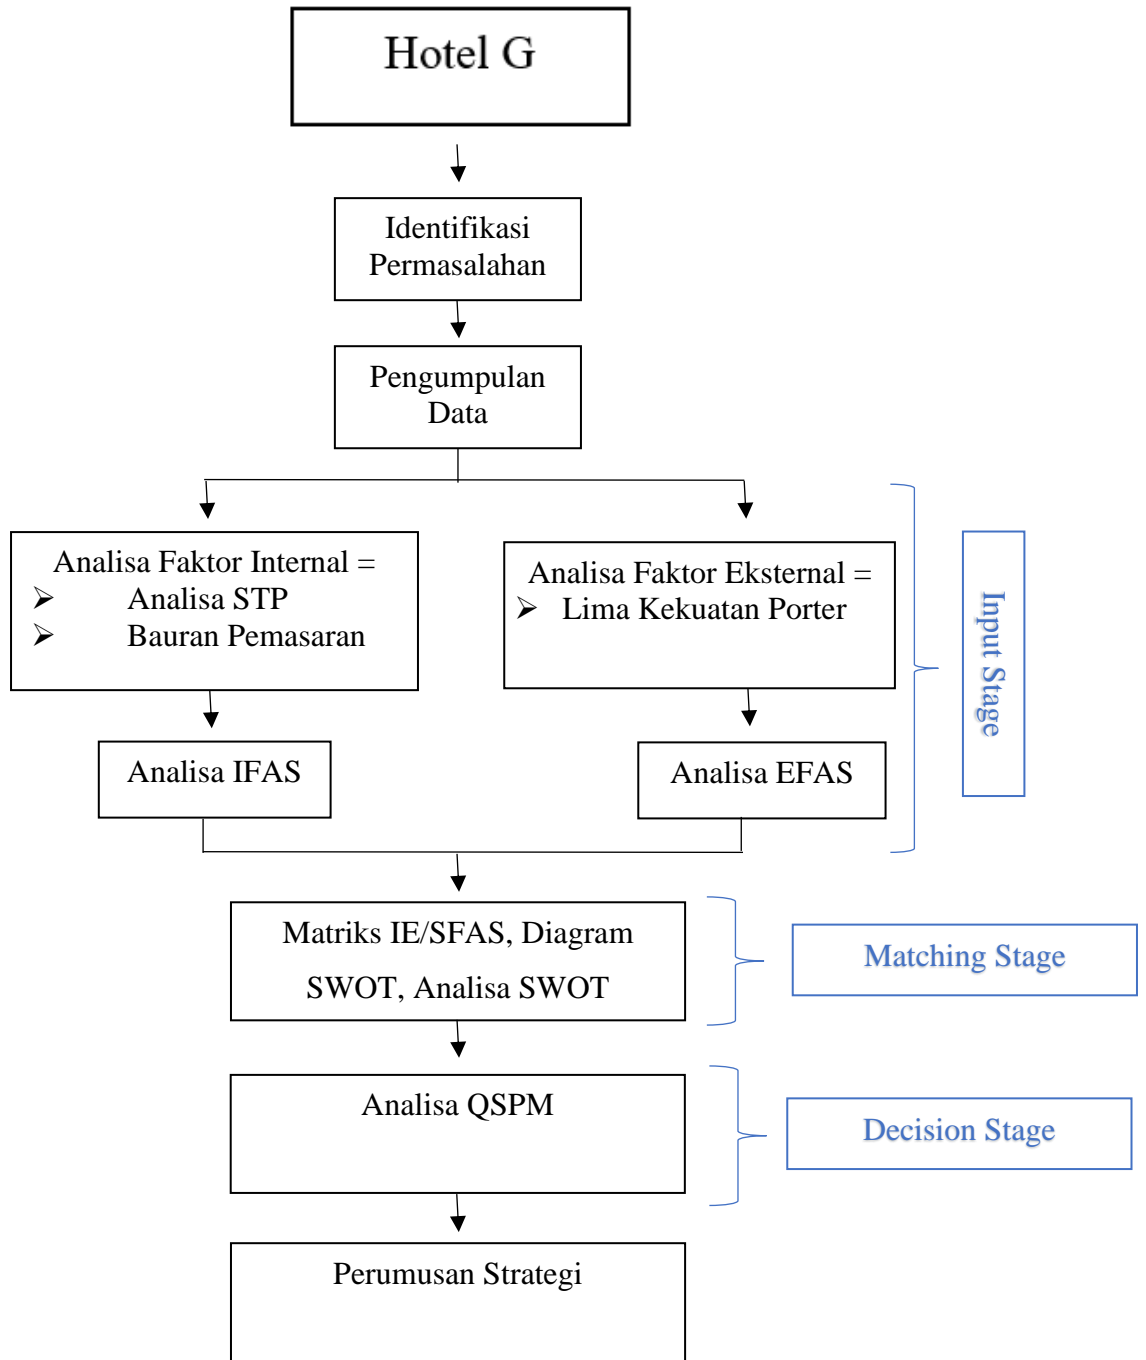 Hotel G
Identifikasi
Permasalahan
Pengumpulan
Data
Analisa Faktor Internal =
➢ Analisa STP
➢ Bauran Pemasaran
Analisa Faktor Eksternal =
➢ Lima Kekuatan Porter
Input Stage
Analisa IFAS
Analisa EFAS
Matriks IE/SFAS, Diagram
SWOT, Analisa SWOT
Matching Stage
Analisa QSPM
Decision Stage
Perumusan Strategi